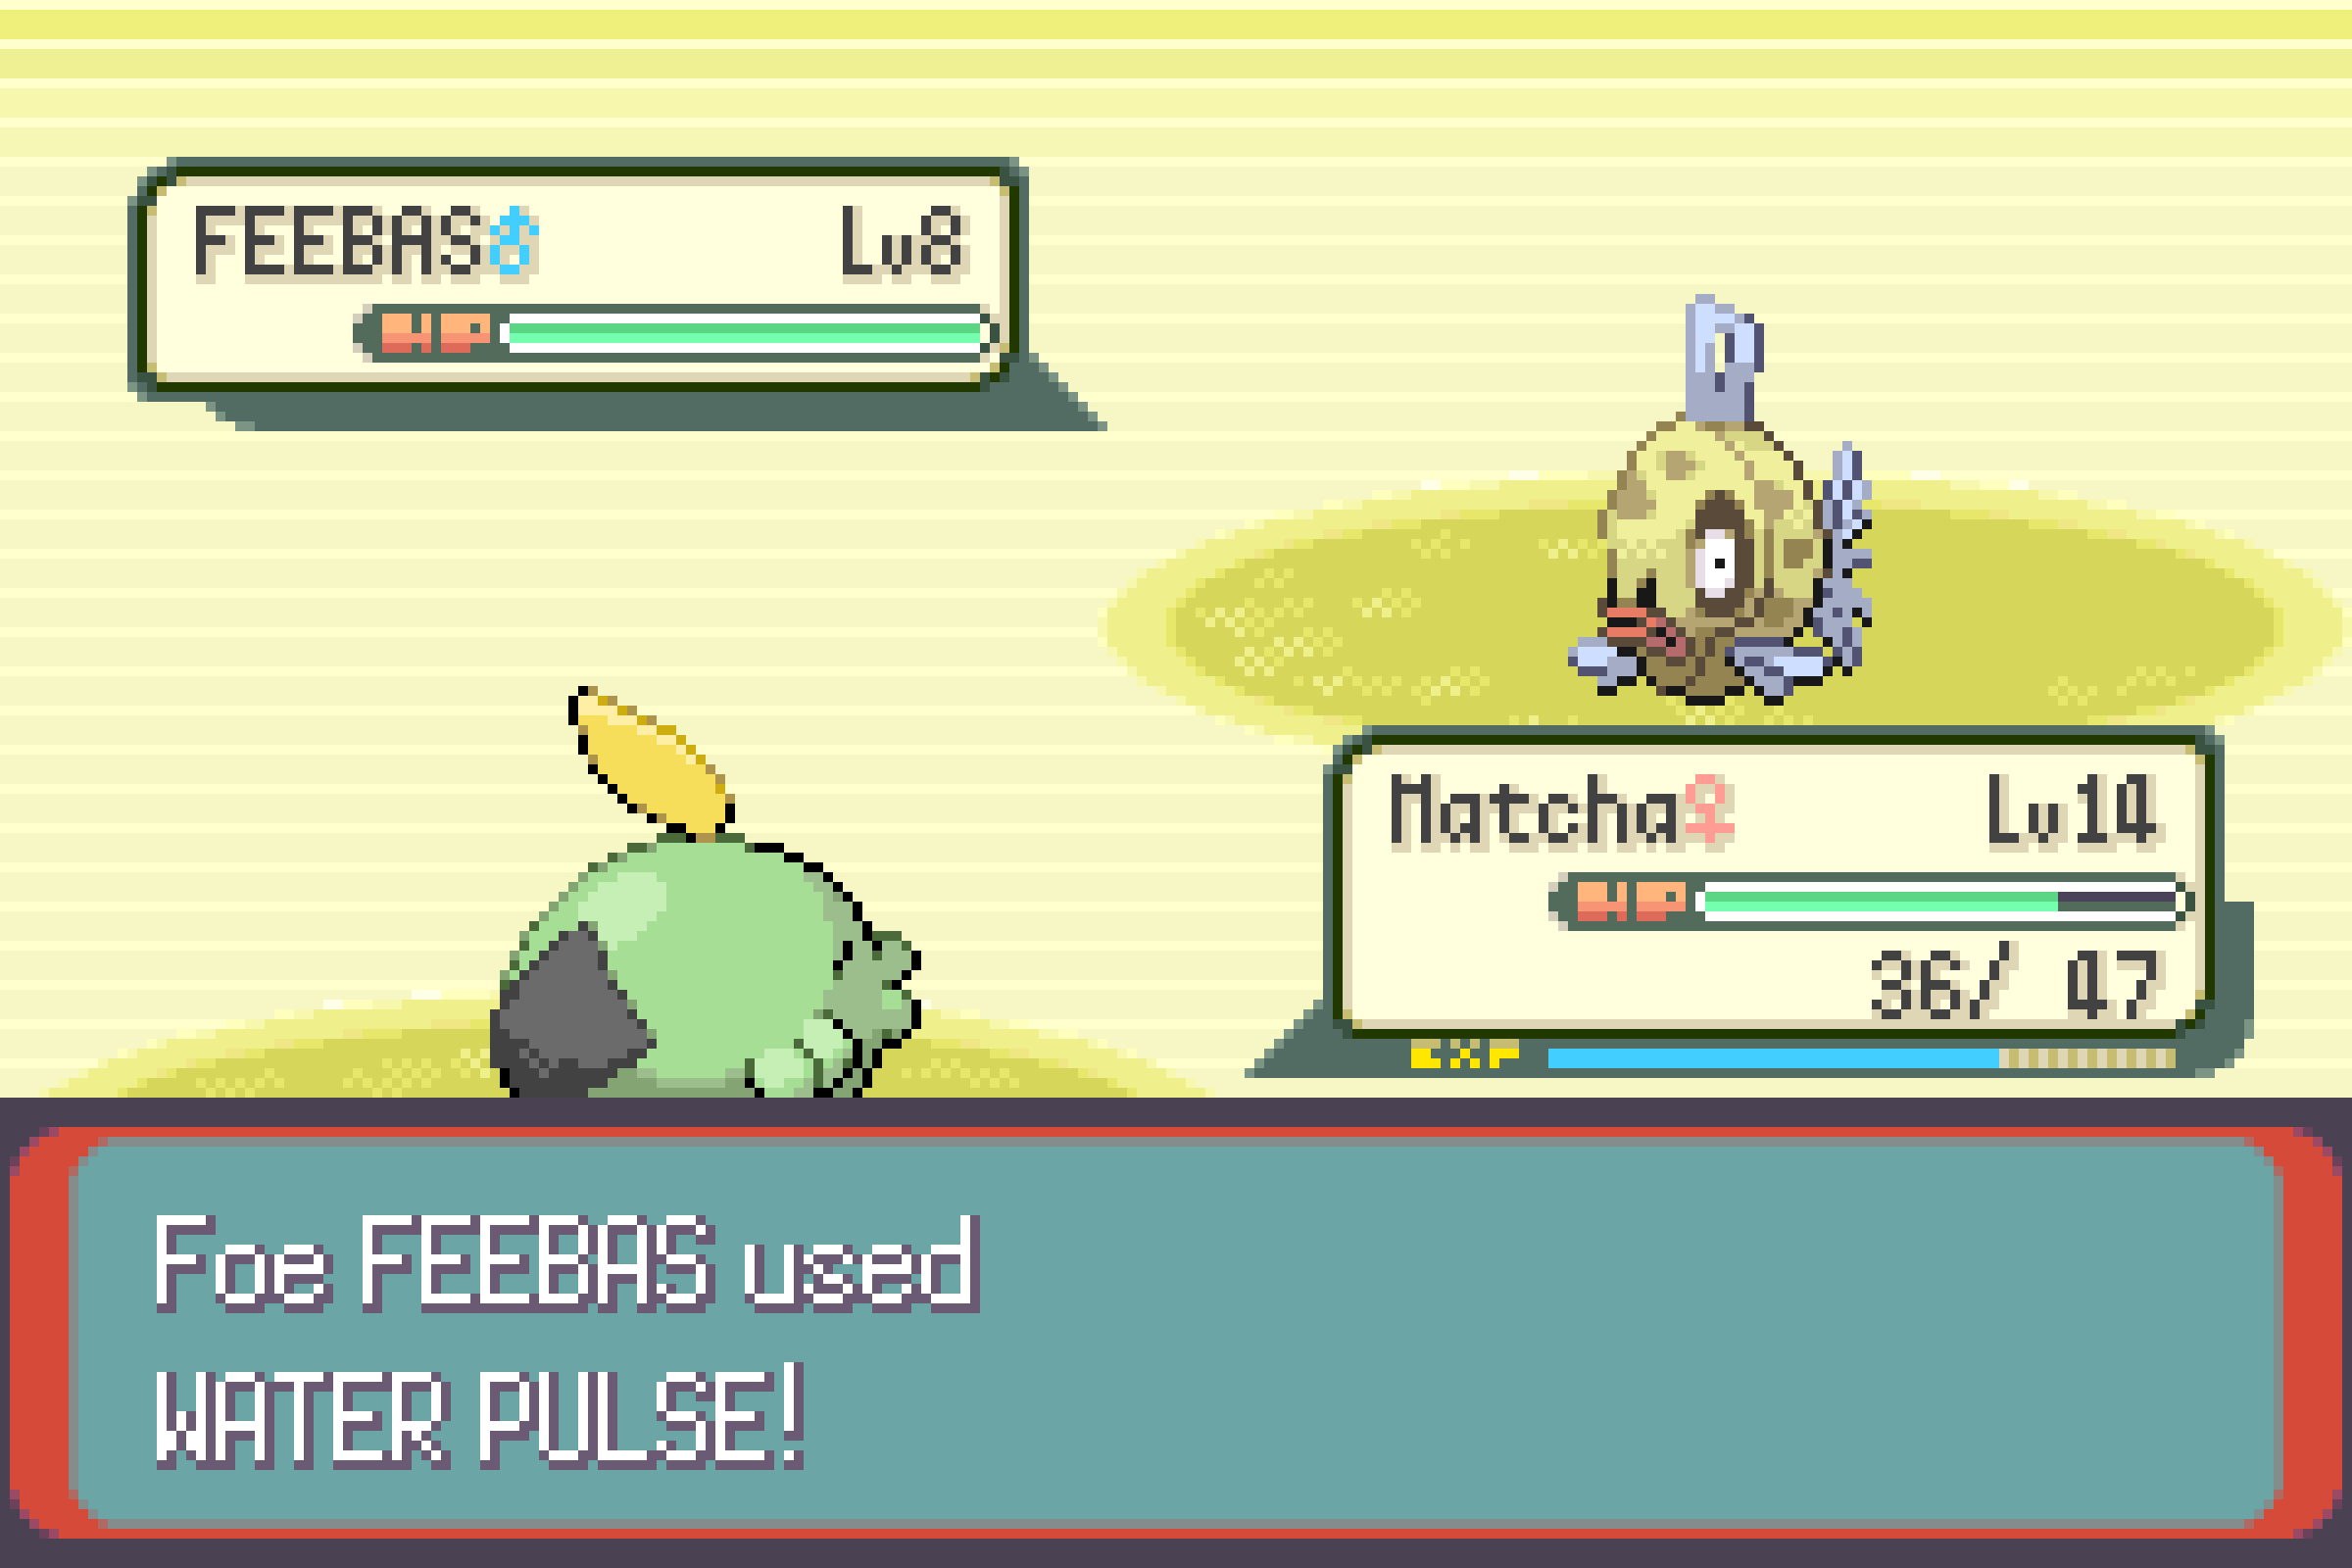 FEEBAS♂ Lv8
HP
Matcha♀ Lv14
HP
36/ 47
EXP
Foe FEEBAS used
WATER PULSE!